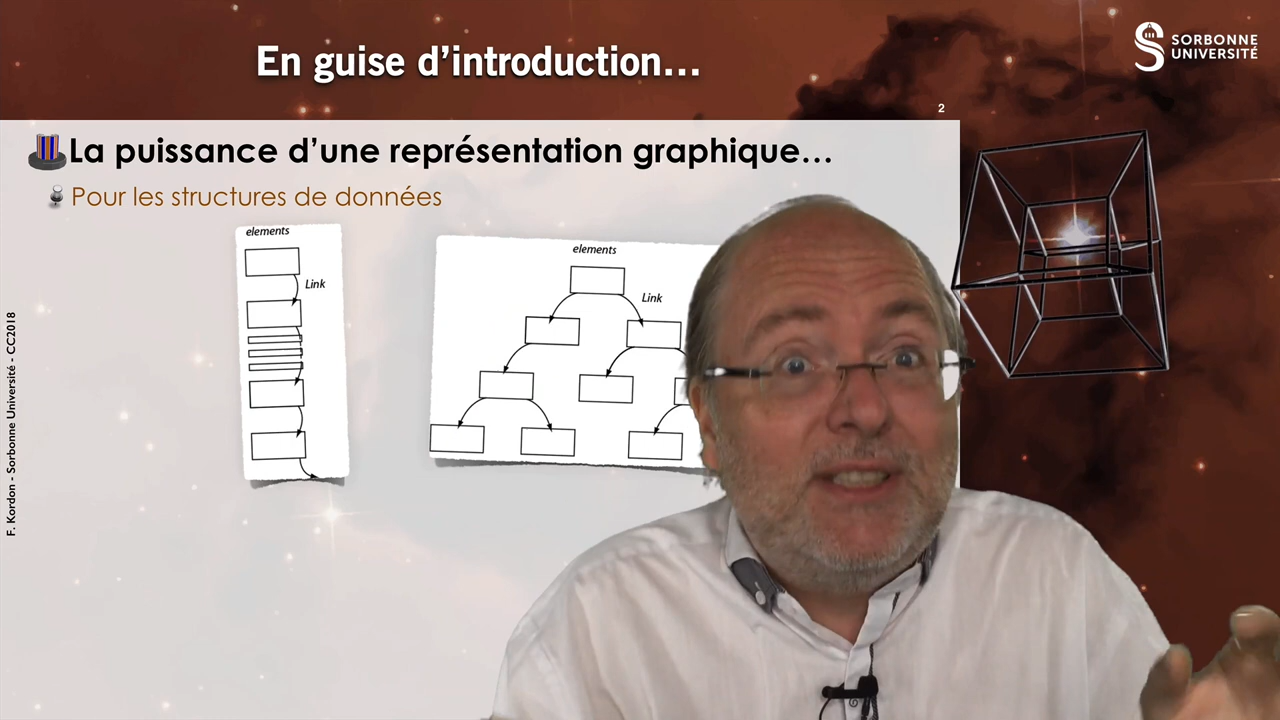 En guise d'introduction...
SORBONNE
UNIVERSITÉ
2
La puissance d'une représentation graphique...
Pour les structures de données
elements
Link
elements
Link
F. Kordon - Sorbonne Université - CC2018